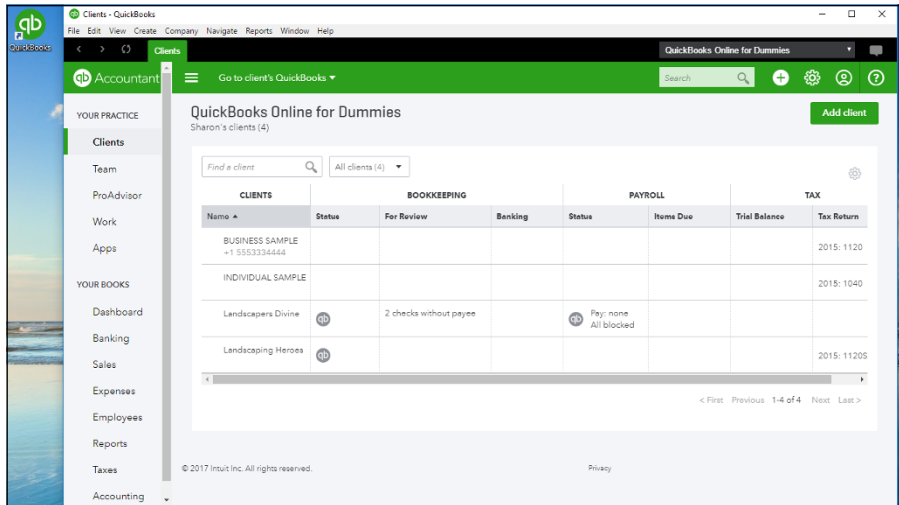 Clients - QuickBooks
File Edit View Create Company Navigate Reports Window Help
qb
QuickBooks
Clients
QuickBooks Online for Dummies
qb Accountant
Go to client's QuickBooks
Search
YOUR PRACTICE
Clients
Team
ProAdvisor
Work
Apps
YOUR BOOKS
Dashboard
Banking
Sales
Expenses
Employees
Reports
Taxes
Accounting
QuickBooks Online for Dummies
Sharon's clients (4)
Add client
Find a client
All clients (4)
CLIENTS BOOKKEEPING PAYROLL TAX
Name Status For Review Banking Status Items Due Trial Balance Tax Return
BUSINESS SAMPLE
+1 5553334444
2015: 1120
INDIVIDUAL SAMPLE
2015: 1040
Landscapers Divine qb 2 checks without payee qb Pay: none
All blocked
Landscaping Heroes qb
2015: 1120S
< First Previous 1-4 of 4 Next Last >
© 2017 Intuit Inc. All rights reserved.
Privacy